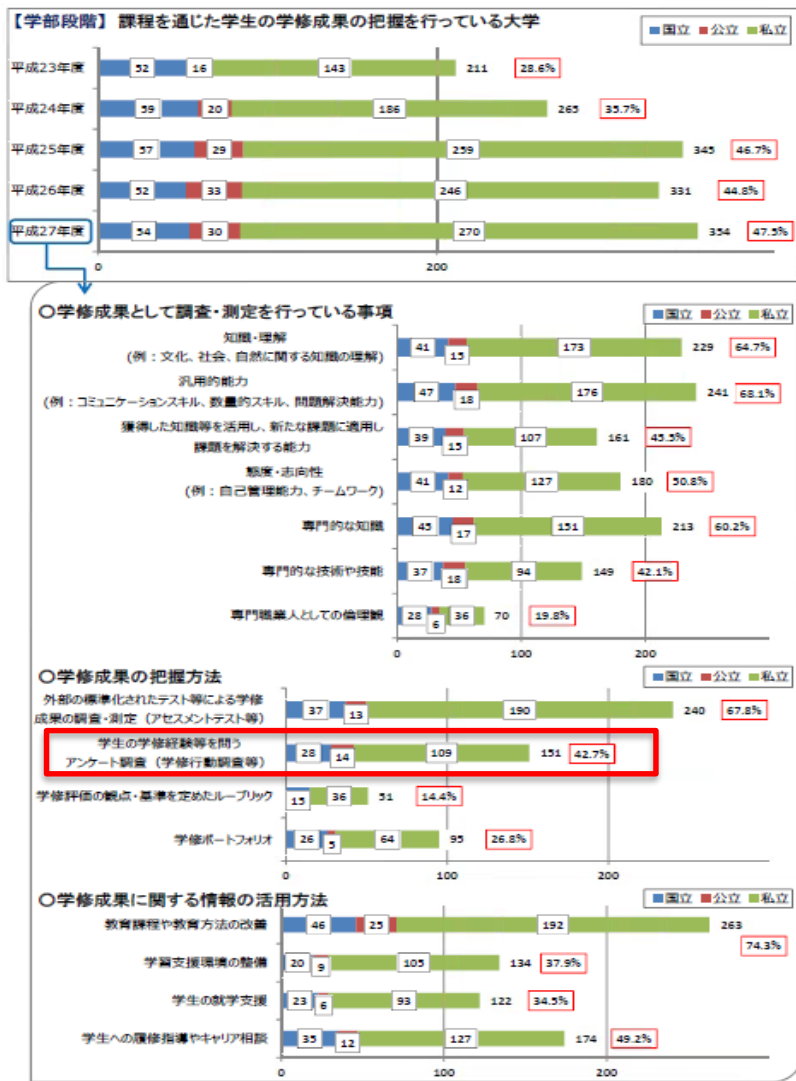 【学部段階】課程を通じた学生の学修成果の把握を行っている大学
国立 公立 私立
平成23年度 52 16 143 211 28.6%
平成24年度 59 20 186 265 35.7%
平成25年度 57 29 259 345 46.7%
平成26年度 52 33 246 331 44.8%
平成27年度 54 30 270 354 47.5%
0 200
〇学修成果として調査・測定を行っている事項
国立 公立 私立
知識・理解
(例：文化、社会、自然に関する知識の理解) 41 15 173 229 64.7%
汎用的能力
(例：コミュニケーションスキル、数量的スキル、問題解決能力) 47 18 176 241 68.1%
獲得した知識等を活用し、新たな課題に適用し
課題を解決する能力 39 15 107 161 45.5%
態度・志向性
(例：自己管理能力、チームワーク) 41 12 127 180 50.8%
専門的な知識 45 17 151 213 60.2%
専門的な技術や技能 37 18 94 149 42.1%
専門職業人としての倫理観 28 6 36 70 19.8%
0 100 200
〇学修成果の把握方法
国立 公立 私立
外部の標準化されたテスト等による学修
成果の調査・測定（アセスメントテスト等） 37 13 190 240 67.8%
学生の学修経験等を問う
アンケート調査（学修行動調査等） 28 14 109 151 42.7%
学修評価の観点・基準を定めたルーブリック 15 36 51 14.4%
学修ポートフォリオ 26 5 64 95 26.8%
0 100 200
〇学修成果に関する情報の活用方法
国立 公立 私立
教育課程や教育方法の改善 46 25 192 263 74.3%
学習支援環境の整備 20 9 105 134 37.9%
学生の就学支援 23 6 93 122 34.5%
学生への履修指導やキャリア相談 35 12 127 174 49.2%
0 100 200